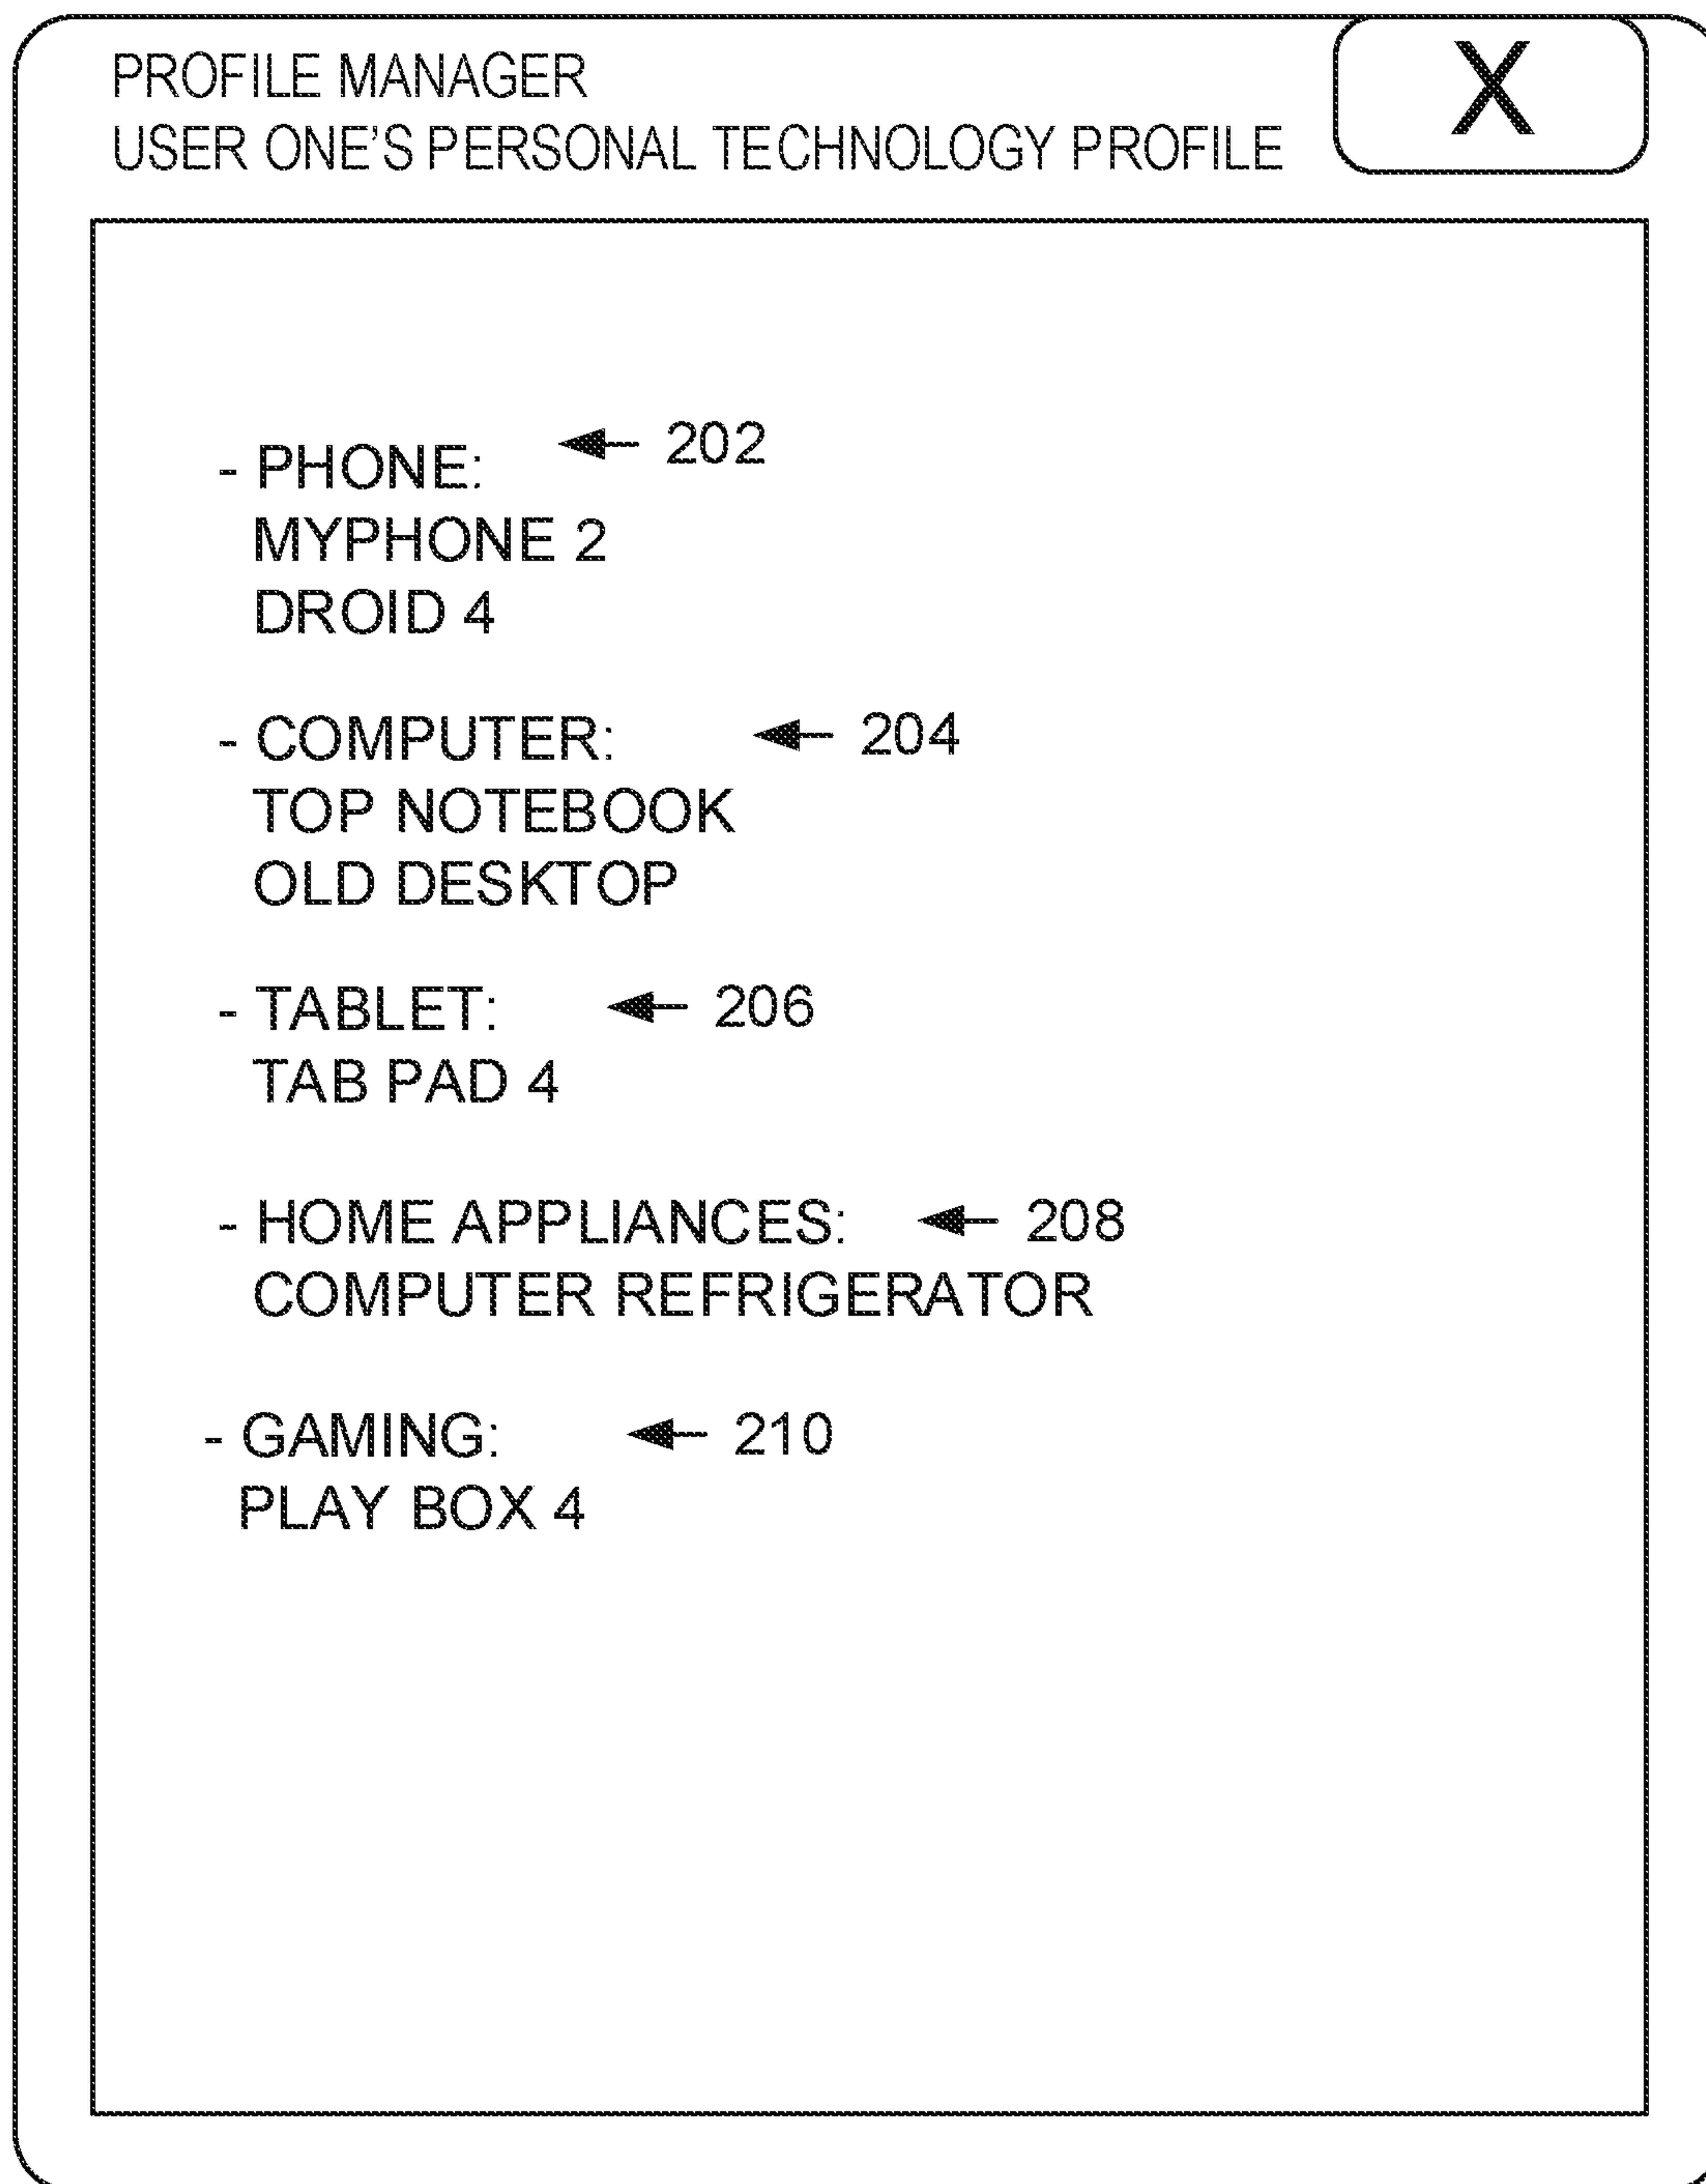 PROFILE MANAGER
USER ONE'S PERSONAL TECHNOLOGY PROFILE
X
- PHONE: 202
MYPHONE 2
DROID 4
- COMPUTER: 204
TOP NOTEBOOK
OLD DESKTOP
- TABLET: 206
TAB PAD 4
- HOME APPLIANCES: 208
COMPUTER REFRIGERATOR
- GAMING: 210
PLAY BOX 4